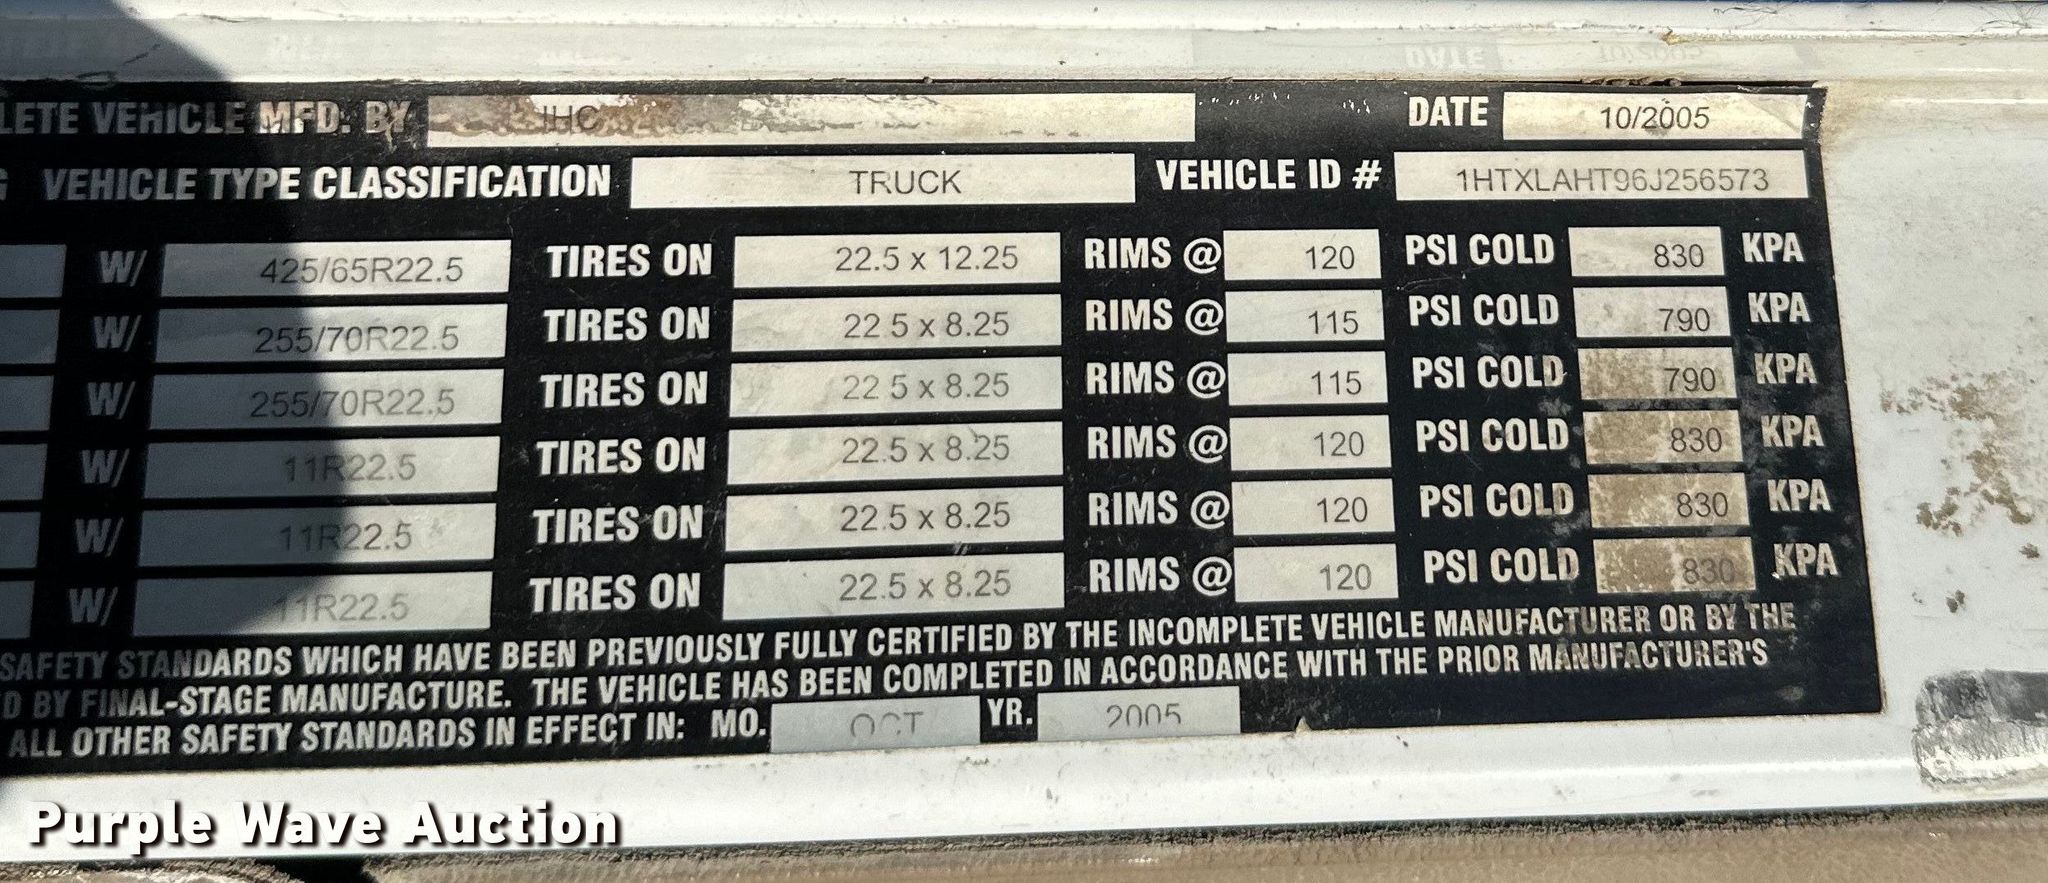 LETE VEHICLE MFD. BY IHC DATE 10/2005
G VEHICLE TYPE CLASSIFICATION TRUCK VEHICLE ID # 1HTXLAHT96J256573
W/ 425/65R22.5 TIRES ON 22.5 x 12.25 RIMS @ 120 PSI COLD 830 KPA
W/ 255/70R22.5 TIRES ON 22 5 x 8.25 RIMS @ 115 PSI COLD 790 KPA
W/ 255/70R22.5 TIRES ON 22 5 x 8.25 RIMS @ 115 PSI COLD 790 KPA
W/ 11R22.5 TIRES ON 22.5 x 8.25 RIMS @ 120 PSI COLD 830 KPA
W/ 11R22.5 TIRES ON 22.5 x 8.25 RIMS @ 120 PSI COLD 830 KPA
W/ 11R22.5 TIRES ON 22.5 x 8.25 RIMS @ 120 PSI COLD 830 KPA
SAFETY STANDARDS WHICH HAVE BEEN PREVIOUSLY FULLY CERTIFIED BY THE INCOMPLETE VEHICLE MANUFACTURER OR BY THE
D BY FINAL-STAGE MANUFACTURE. THE VEHICLE HAS BEEN COMPLETED IN ACCORDANCE WITH THE PRIOR MANUFACTURER'S
ALL OTHER SAFETY STANDARDS IN EFFECT IN: MO. OCT YR. 2005
Purple Wave Auction